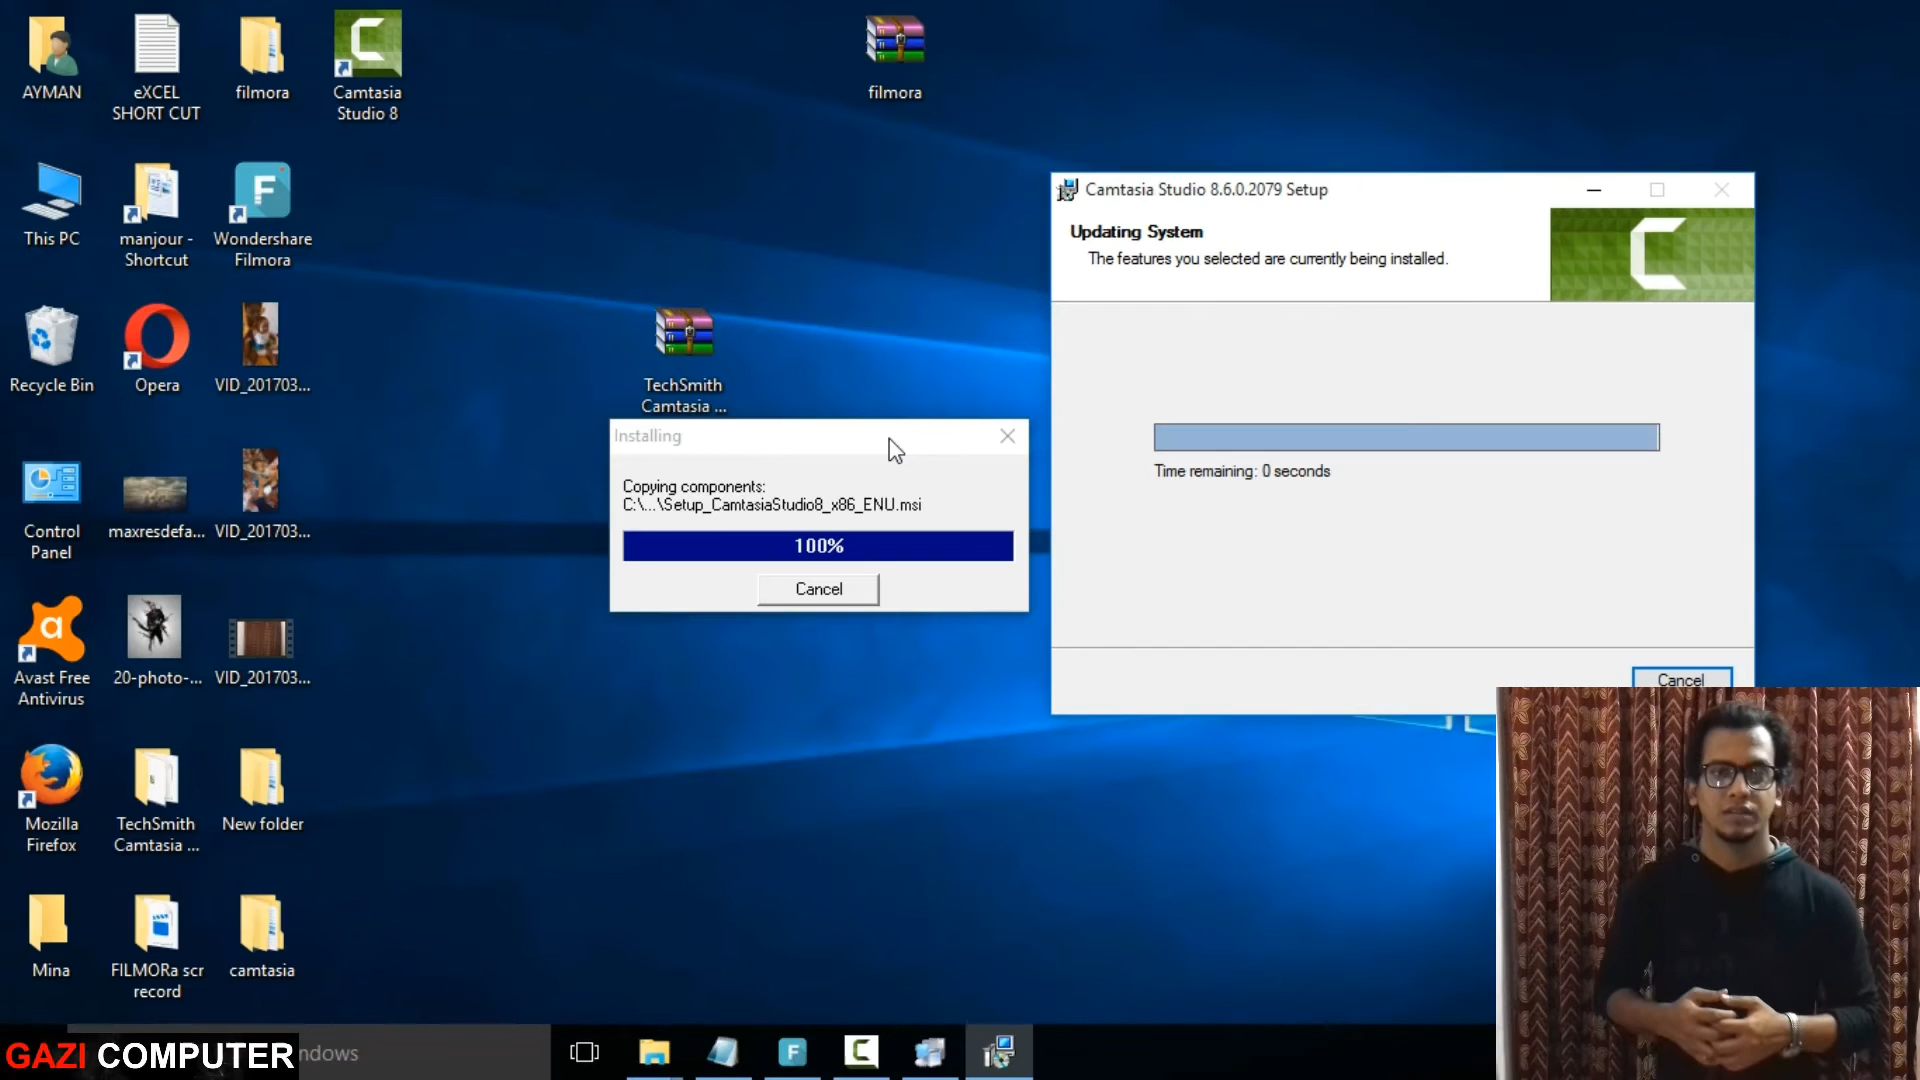 AYMAN
eXCEL
SHORT CUT
filmora
Camtasia
Studio 8
filmora
This PC
manjour -
Shortcut
Wondershare
Filmora
Recycle Bin
Opera
VID_201703...
TechSmith
Camtasia ...
Control
Panel
maxresdefa...
VID_201703...
Avast Free
Antivirus
20-photo-...
VID_201703...
Mozilla
Firefox
TechSmith
Camtasia ...
New folder
Mina
FILMORa scr
record
camtasia
Installing
Copying components:
C:\...\Setup_CamtasiaStudio8_x86_ENU.msi
100%
Cancel
Camtasia Studio 8.6.0.2079 Setup
Updating System
The features you selected are currently being installed.
Time remaining: 0 seconds
Cancel
GAZI COMPUTER
ndows